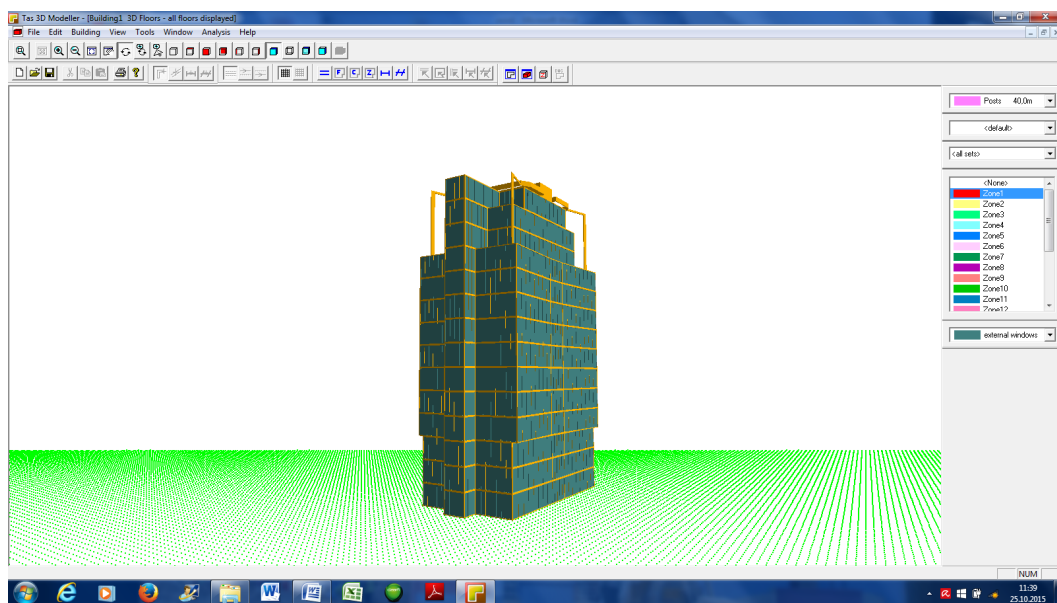 Tas 3D Modeller - [Building1 3D Floors - all floors displayed]
File Edit Building View Tools Window Analysis Help
Posts 40,0m
<default>
<all sets>
<None>
Zone1
Zone2
Zone3
Zone4
Zone5
Zone6
Zone7
Zone8
Zone9
Zone10
Zone11
Zone12
external windows
NUM
11:39
25.10.2015